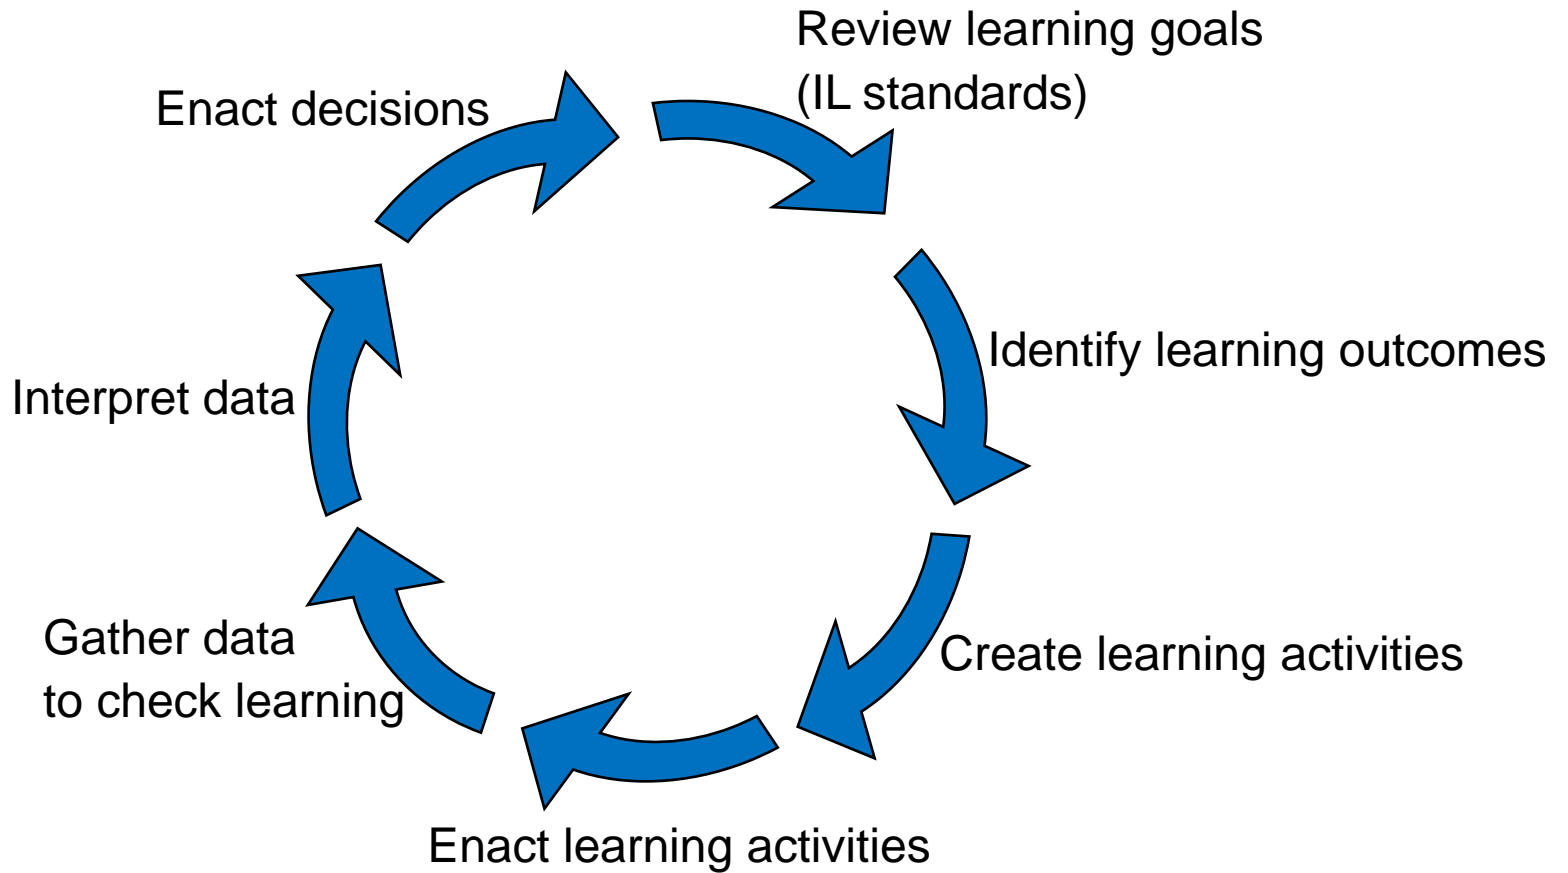 Review learning goals
(IL standards)
Identify learning outcomes
Create learning activities
Enact learning activities
Gather data
to check learning
Interpret data
Enact decisions